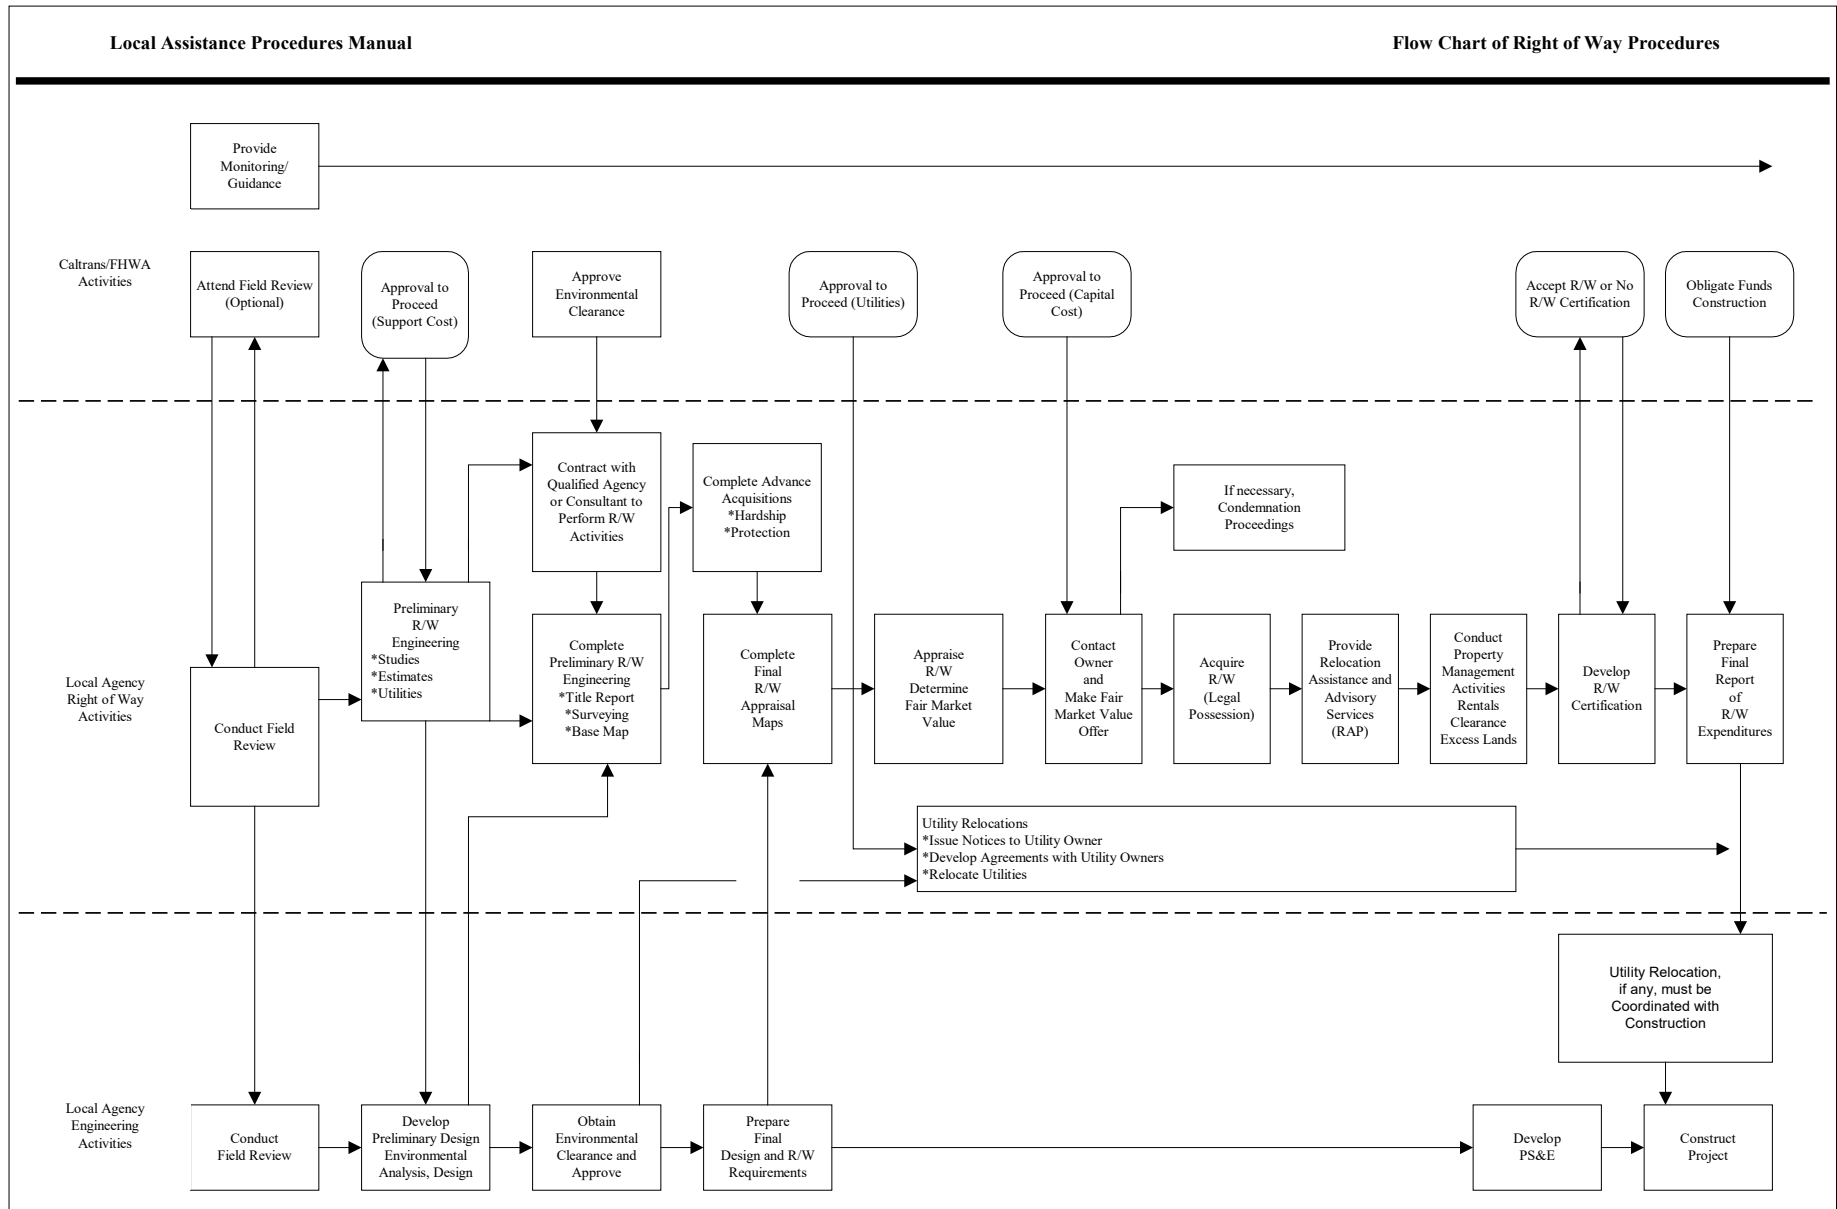 Local Assistance Procedures Manual
Flow Chart of Right of Way Procedures
Provide
Monitoring/
Guidance
Caltrans/FHWA
Activities
Attend Field Review
(Optional)
Approval to
Proceed
(Support Cost)
Approve
Environmental
Clearance
Approval to
Proceed (Utilities)
Approval to
Proceed (Capital
Cost)
Accept R/W or No
R/W Certification
Obligate Funds
Construction
Local Agency
Right of Way
Activities
Conduct Field
Review
Preliminary
R/W
Engineering
*Studies
*Estimates
*Utilities
Contract with
Qualified Agency
or Consultant to
Perform R/W
Activities
Complete
Preliminary R/W
Engineering
*Title Report
*Surveying
*Base Map
Complete Advance
Acquisitions
*Hardship
*Protection
Complete
Final
R/W
Appraisal
Maps
Appraise
R/W
Determine
Fair Market
Value
Contact
Owner
and
Make Fair
Market Value
Offer
If necessary,
Condemnation
Proceedings
Acquire
R/W
(Legal
Possession)
Provide
Relocation
Assistance and
Advisory
Services
(RAP)
Conduct
Property
Management
Activities
Rentals
Clearance
Excess Lands
Develop
R/W
Certification
Prepare
Final
Report
of
R/W
Expenditures
Utility Relocations
*Issue Notices to Utility Owner
*Develop Agreements with Utility Owners
*Relocate Utilities
Utility Relocation,
if any, must be
Coordinated with
Construction
Local Agency
Engineering
Activities
Conduct
Field Review
Develop
Preliminary Design
Environmental
Analysis, Design
Obtain
Environmental
Clearance and
Approve
Prepare
Final
Design and R/W
Requirements
Develop
PS&E
Construct
Project